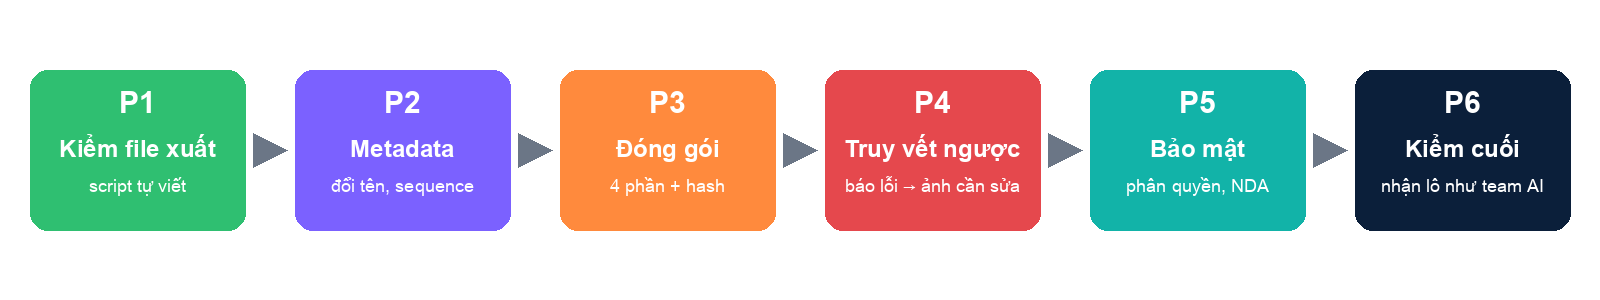 P1
Kiểm file xuất
script tự viết
P2
Metadata
đổi tên, sequence
P3
Đóng gói
4 phần + hash
P4
Truy vết ngược
báo lỗi → ảnh cần sửa
P5
Bảo mật
phân quyền, NDA
P6
Kiểm cuối
nhận lô như team AI